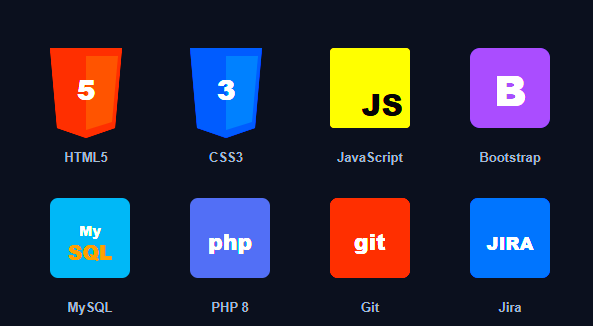 5
3
JS
B
HTML5
CSS3
JavaScript
Bootstrap
My
SQL
php
git
JIRA
MySQL
PHP 8
Git
Jira